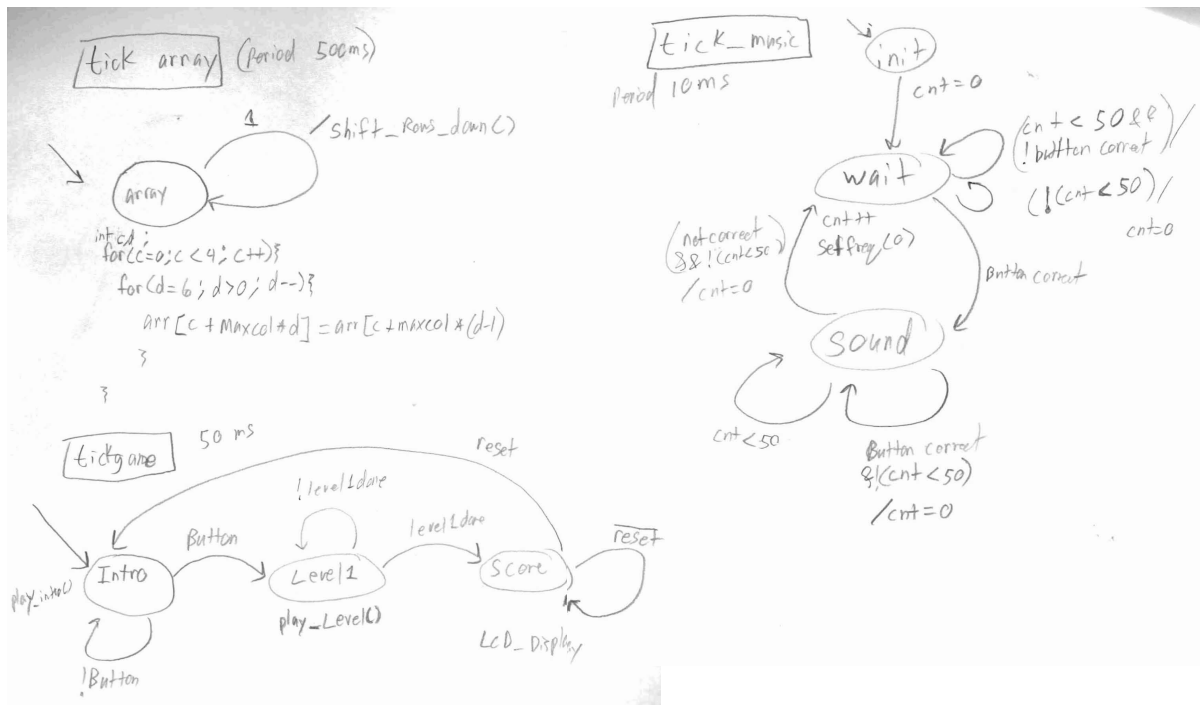 tick array (Period 500ms)
1
/Shift_Rows_down()
array
int c,d;
for(c=0;c<4;c++){
for(d=6;d>0;d--){
arr[c+maxcol*d]=arr[c+maxcol*(d-1)
}
}
tick_music
Period 10ms
init
cnt=0
(cnt<50&&
!button corret)/
wait
(!(cnt<50)/
cnt=0
cnt++
Setfreq(0)
(not correct
&&!(cnt<50)
/cnt=0
Button correct
Sound
cnt<50
Button correct
&!(cnt<50)
/cnt=0
tickgame
50 ms
reset
!level1done
Button
level1done
reset
Intro
Level1
Score
play_intro()
play_Level()
LCD_Display
!Button